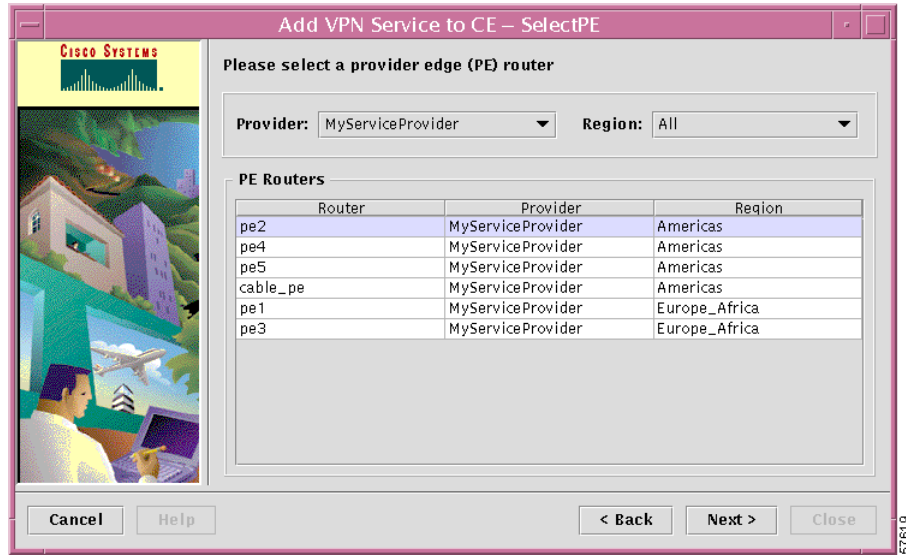 Add VPN Service to CE – SelectPE
CISCO SYSTEMS
Please select a provider edge (PE) router
Provider: MyServiceProvider Region: All
PE Routers
Router Provider Region
pe2 MyServiceProvider Americas
pe4 MyServiceProvider Americas
pe5 MyServiceProvider Americas
cable_pe MyServiceProvider Americas
pe1 MyServiceProvider Europe_Africa
pe3 MyServiceProvider Europe_Africa
Cancel Help < Back Next > Close
57619